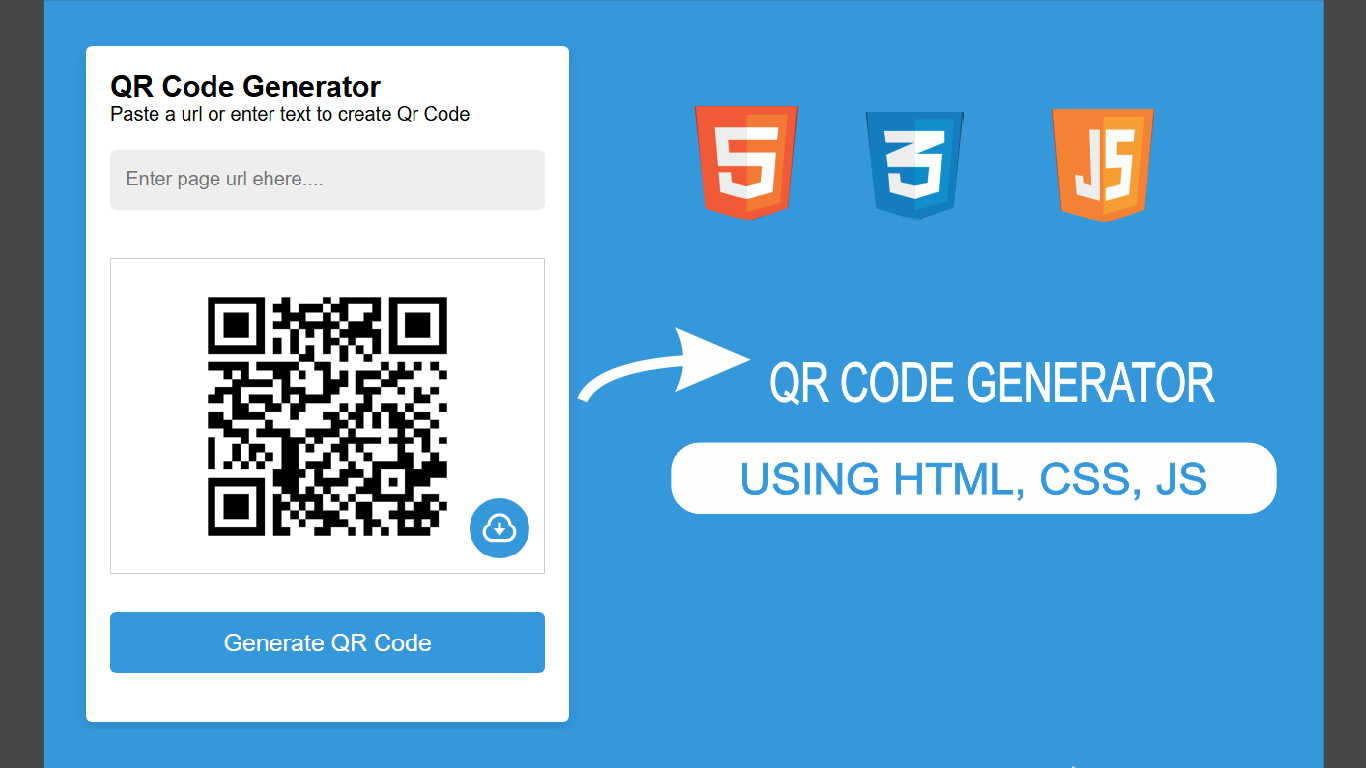 QR Code Generator
Paste a url or enter text to create Qr Code
Enter page url ehere....
Generate QR Code
5
3
JS
QR CODE GENERATOR
USING HTML, CSS, JS